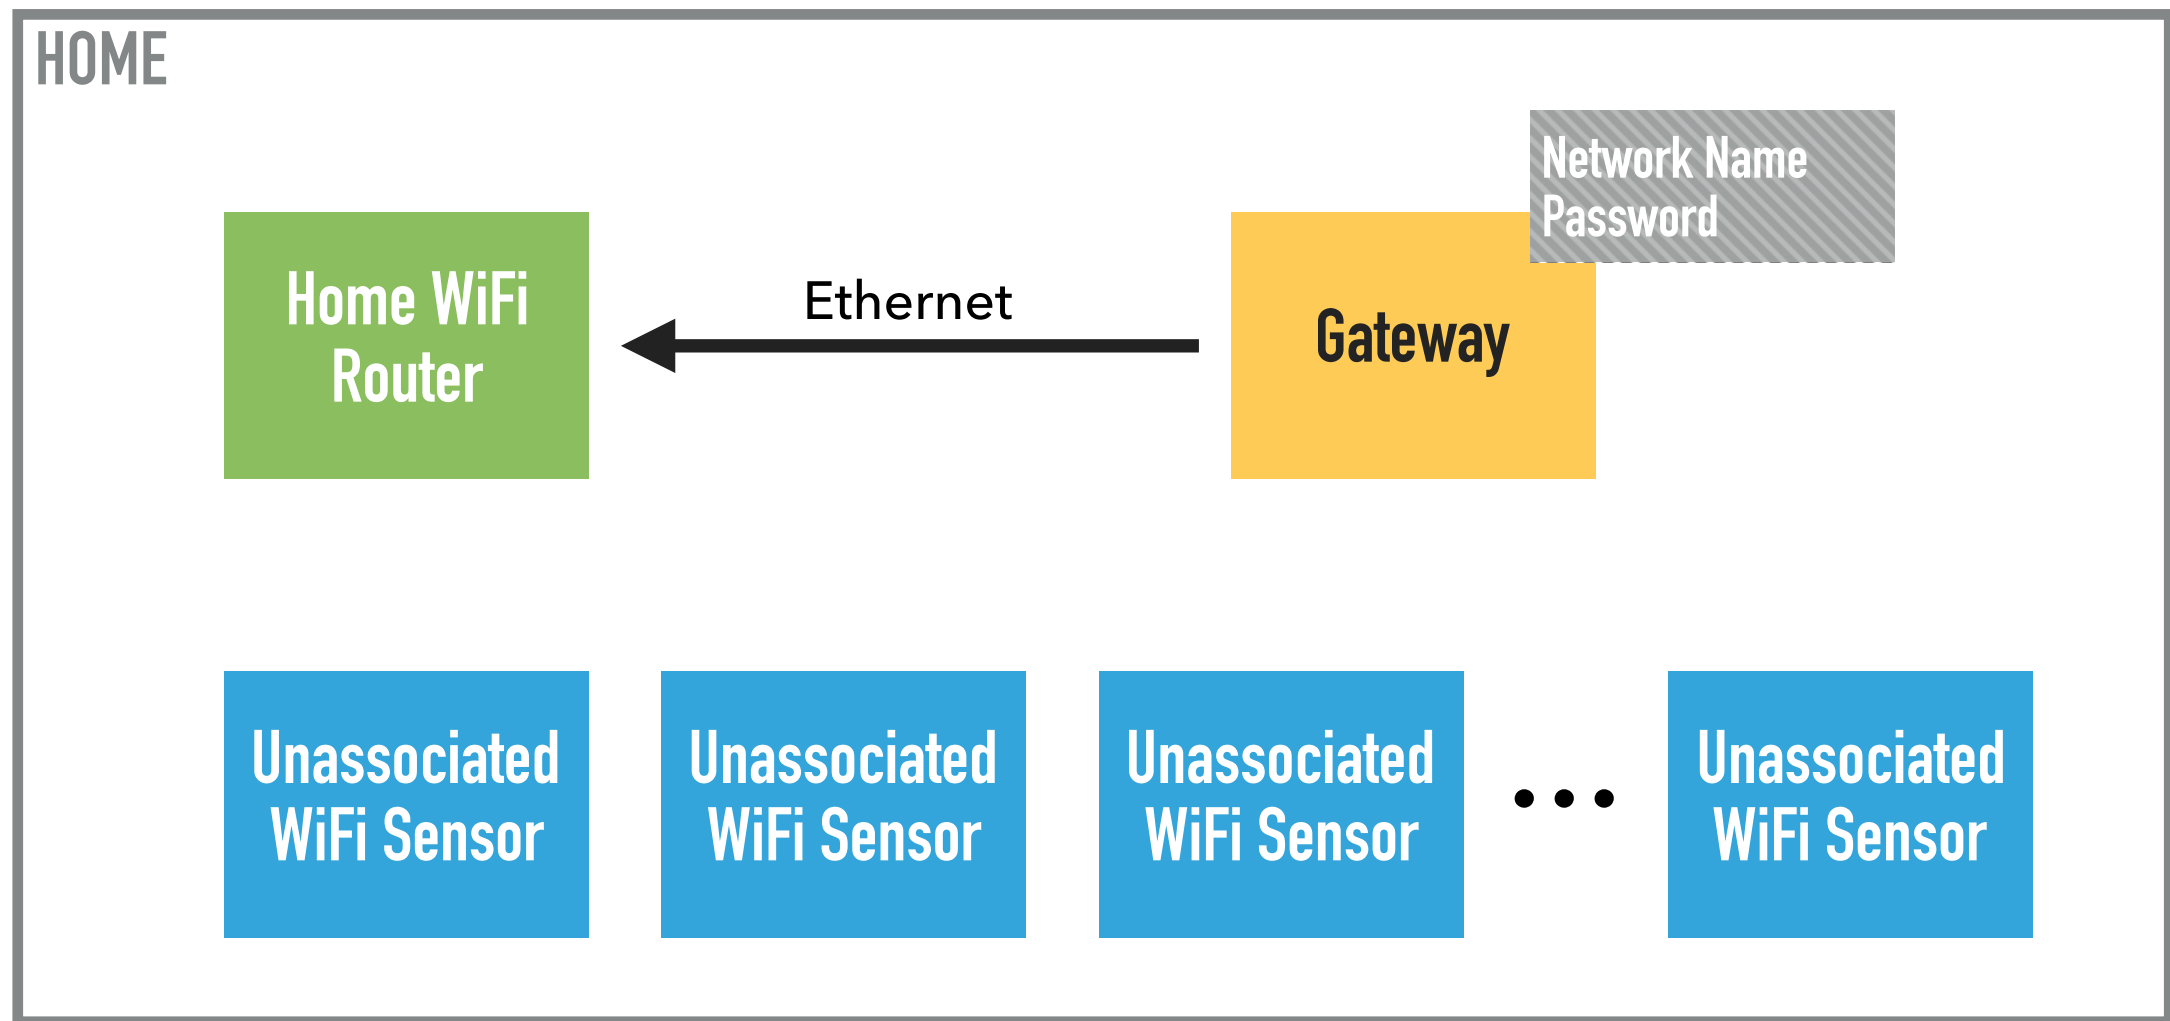 HOME
Network Name
Password
Home WiFi
Router
Ethernet
Gateway
Unassociated
WiFi Sensor
Unassociated
WiFi Sensor
Unassociated
WiFi Sensor
...
Unassociated
WiFi Sensor